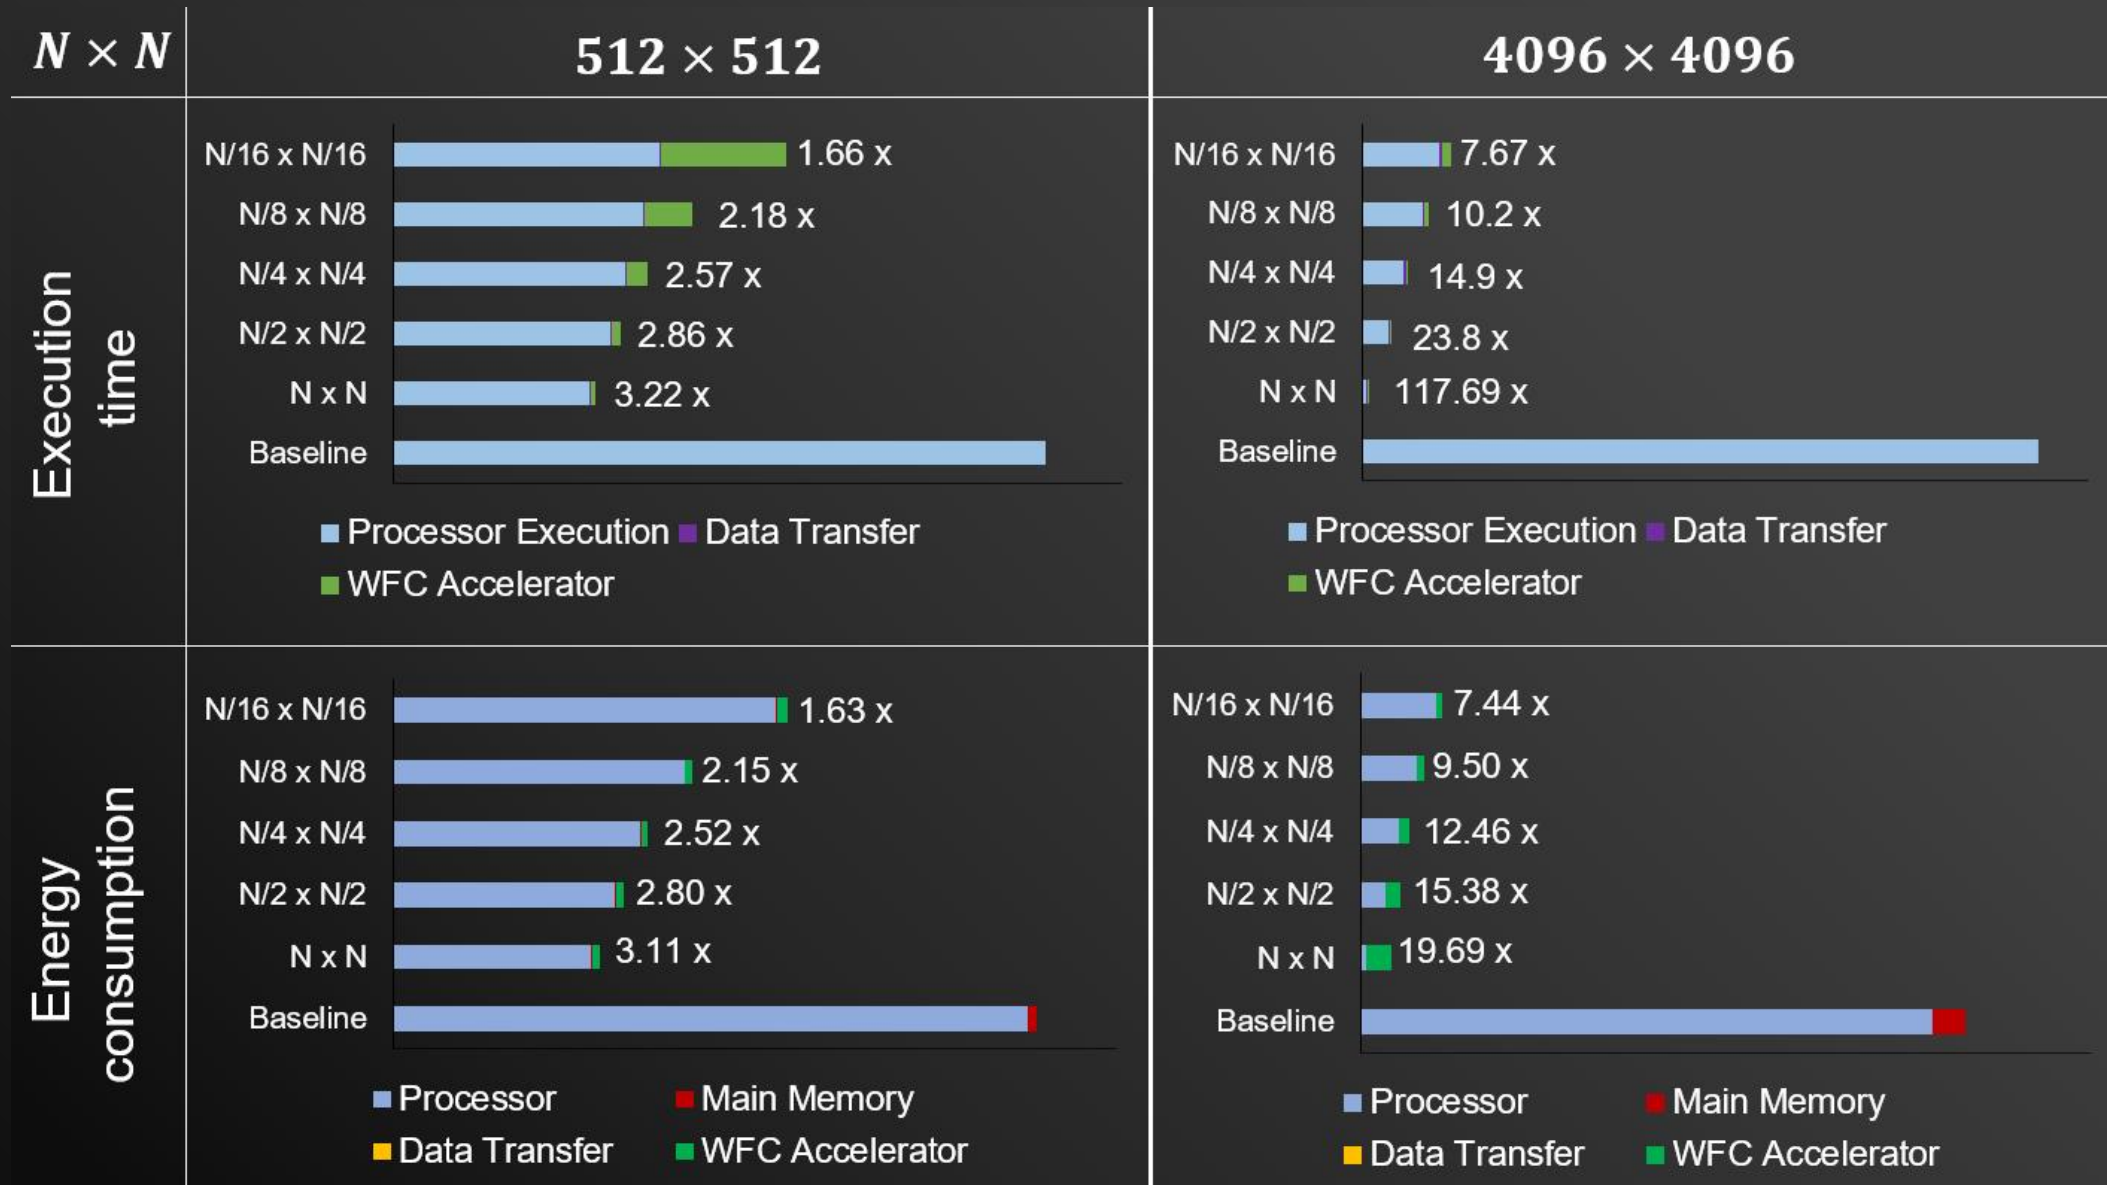 N × N
512 × 512
4096 × 4096
Execution
time
N/16 x N/16
1.66 x
N/8 x N/8
2.18 x
N/4 x N/4
2.57 x
N/2 x N/2
2.86 x
N x N
3.22 x
Baseline
Processor Execution
Data Transfer
WFC Accelerator
N/16 x N/16
7.67 x
N/8 x N/8
10.2 x
N/4 x N/4
14.9 x
N/2 x N/2
23.8 x
N x N
117.69 x
Baseline
Processor Execution
Data Transfer
WFC Accelerator
Energy
consumption
N/16 x N/16
1.63 x
N/8 x N/8
2.15 x
N/4 x N/4
2.52 x
N/2 x N/2
2.80 x
N x N
3.11 x
Baseline
Processor
Main Memory
Data Transfer
WFC Accelerator
N/16 x N/16
7.44 x
N/8 x N/8
9.50 x
N/4 x N/4
12.46 x
N/2 x N/2
15.38 x
N x N
19.69 x
Baseline
Processor
Main Memory
Data Transfer
WFC Accelerator